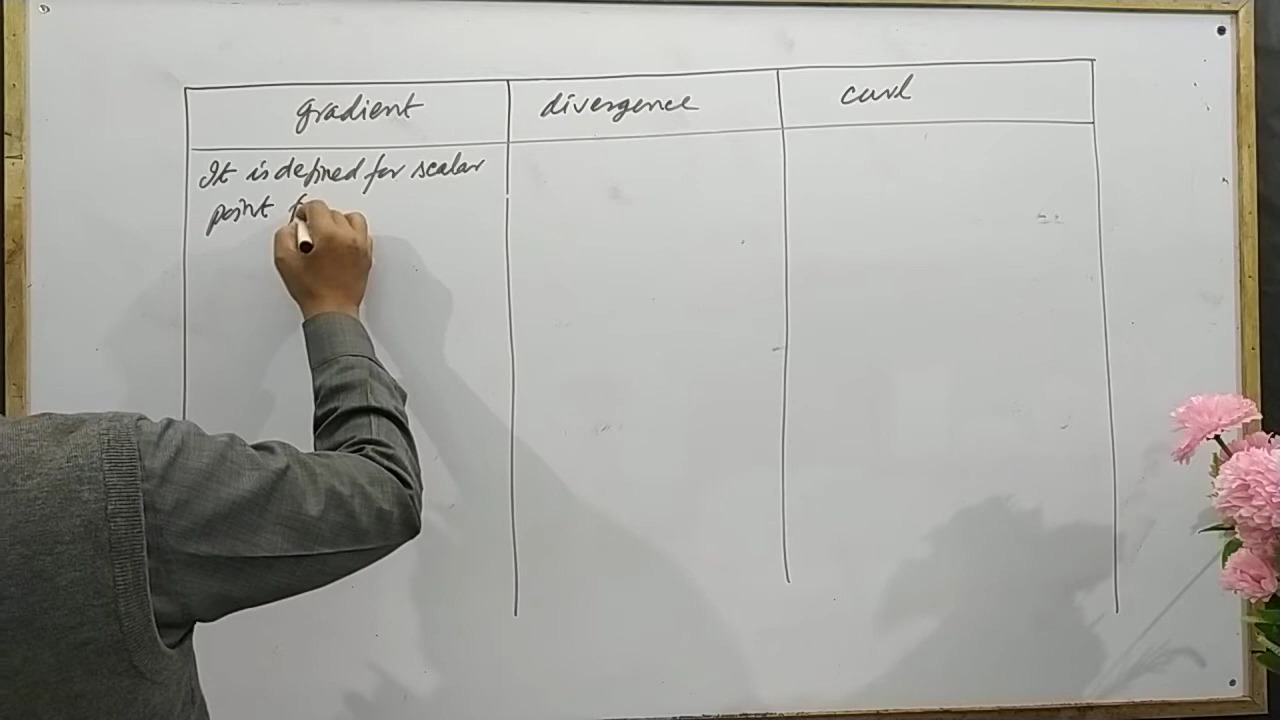 gradient
divergence
curl
It is defined for scalar
point